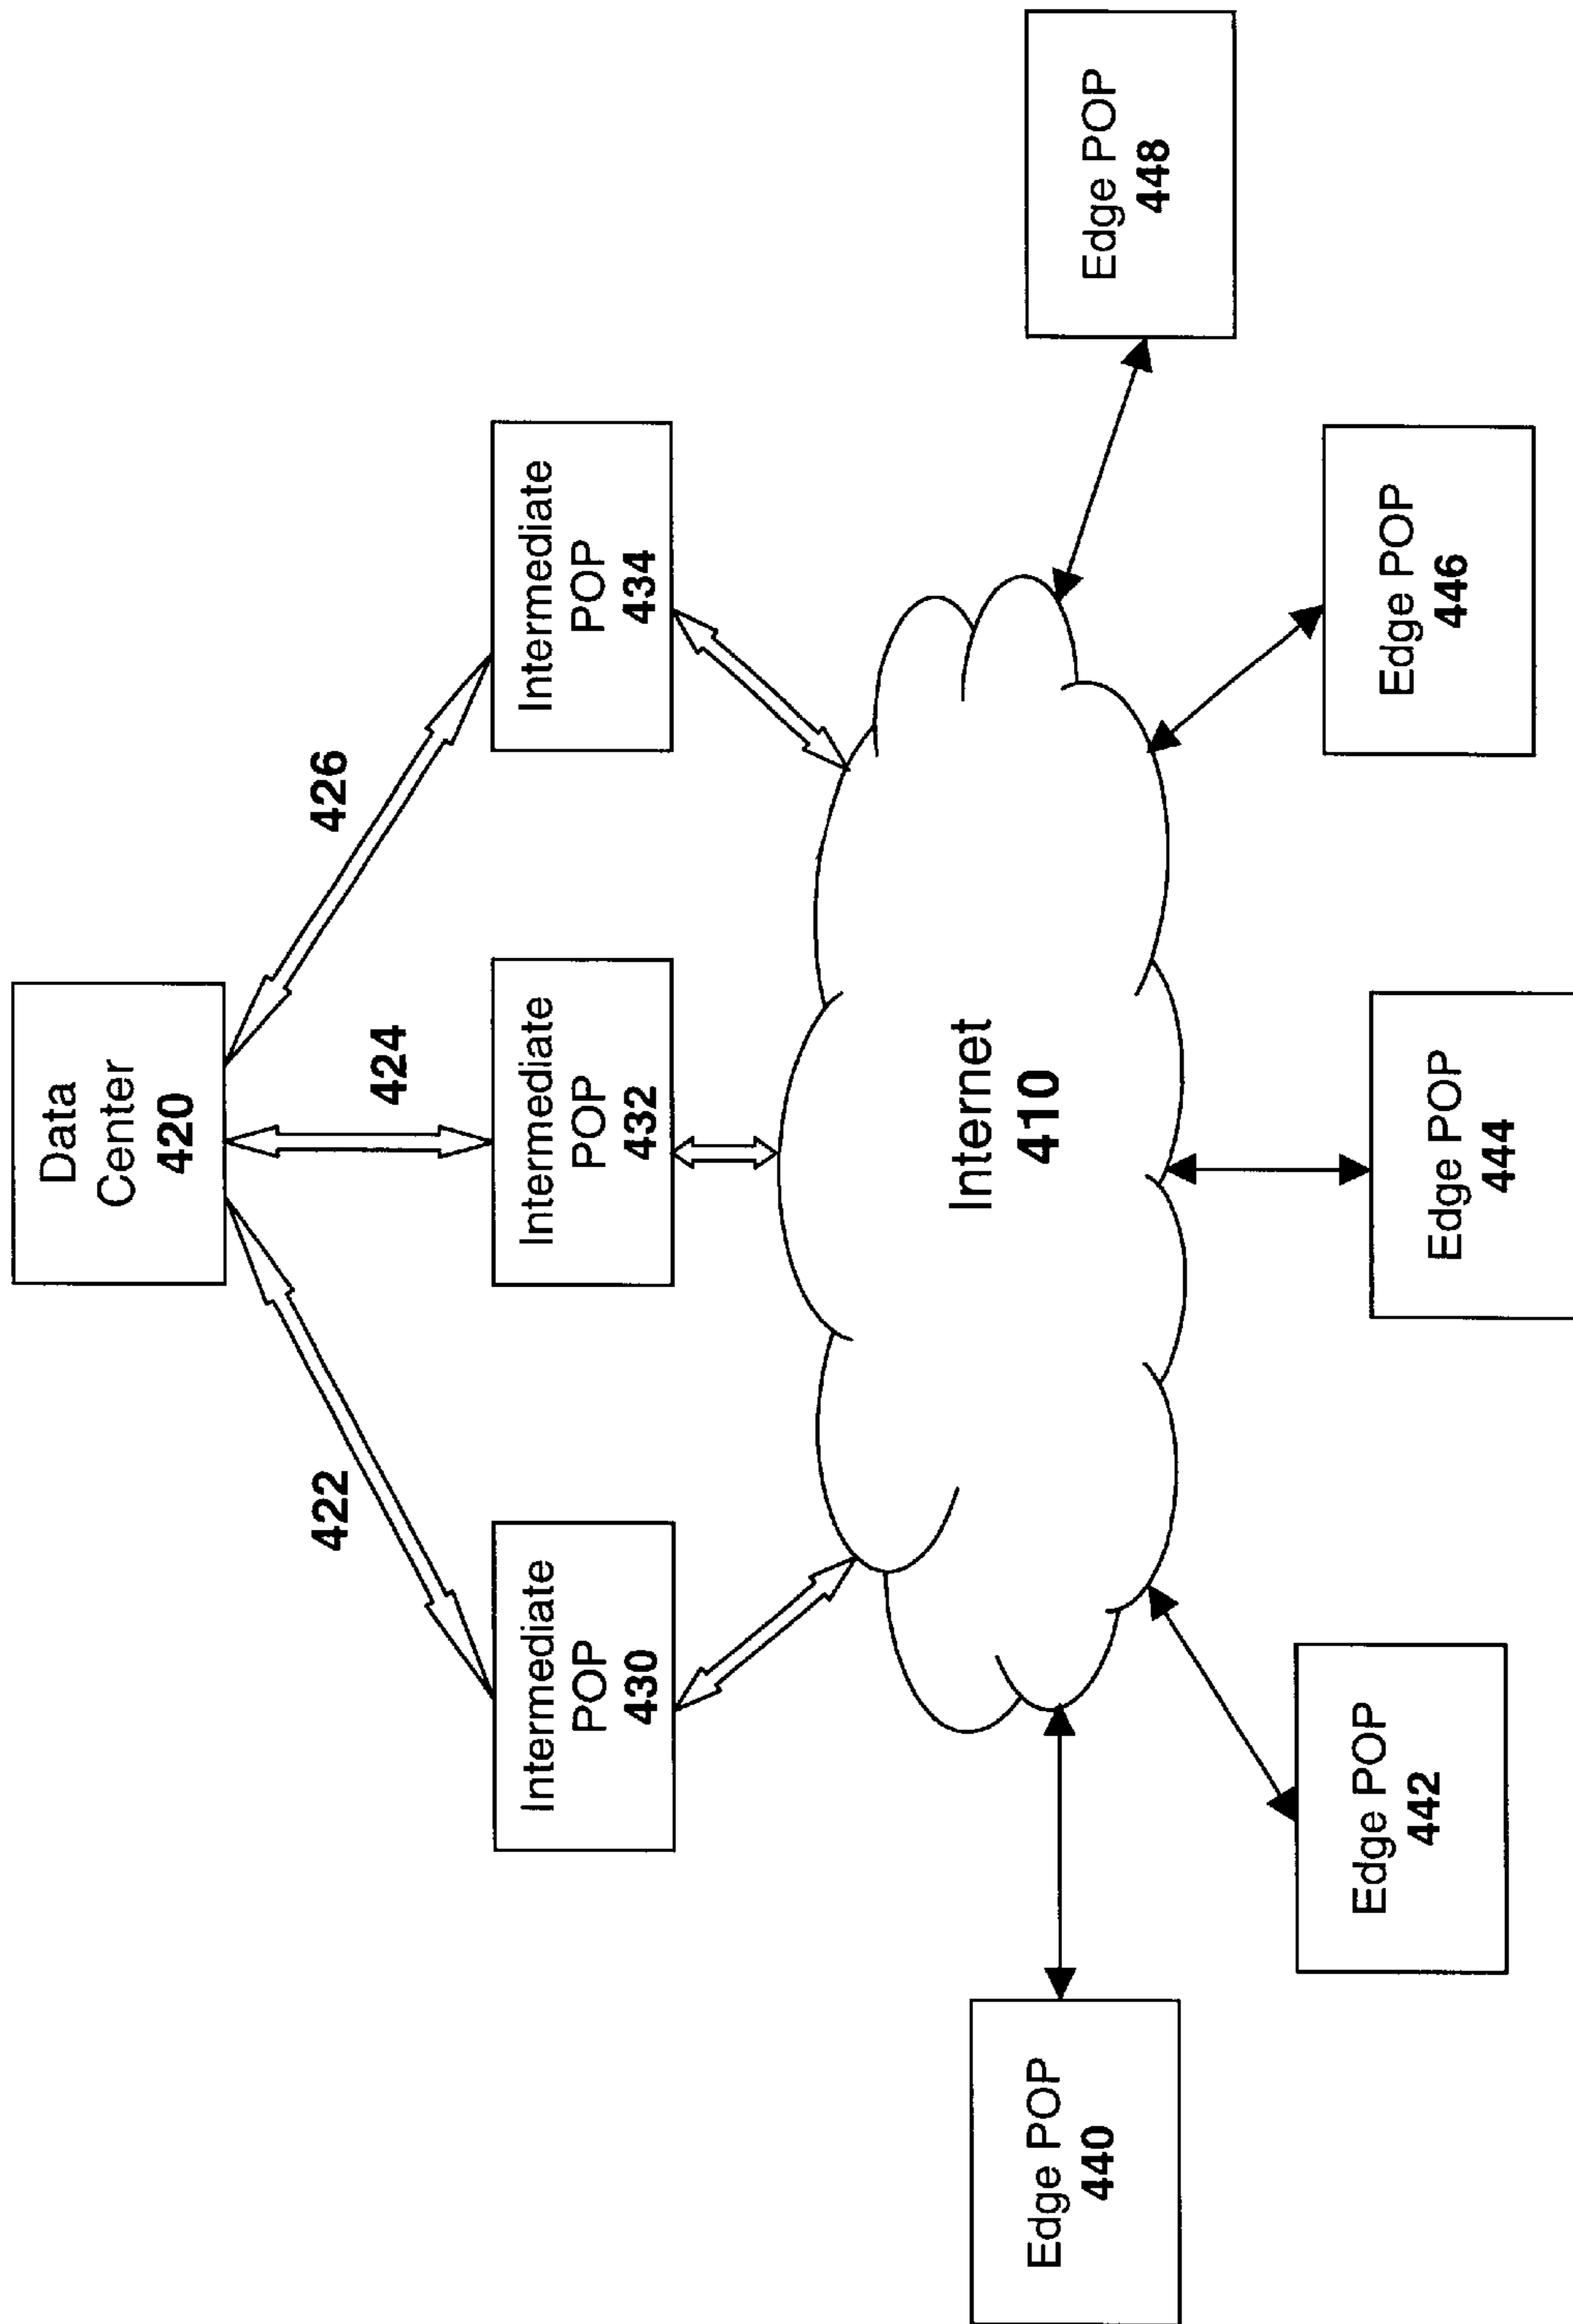 Data
Center
420
422
424
426
Intermediate
POP
430
Intermediate
POP
432
Intermediate
POP
434
Internet
410
Edge POP
440
Edge POP
442
Edge POP
444
Edge POP
446
Edge POP
448